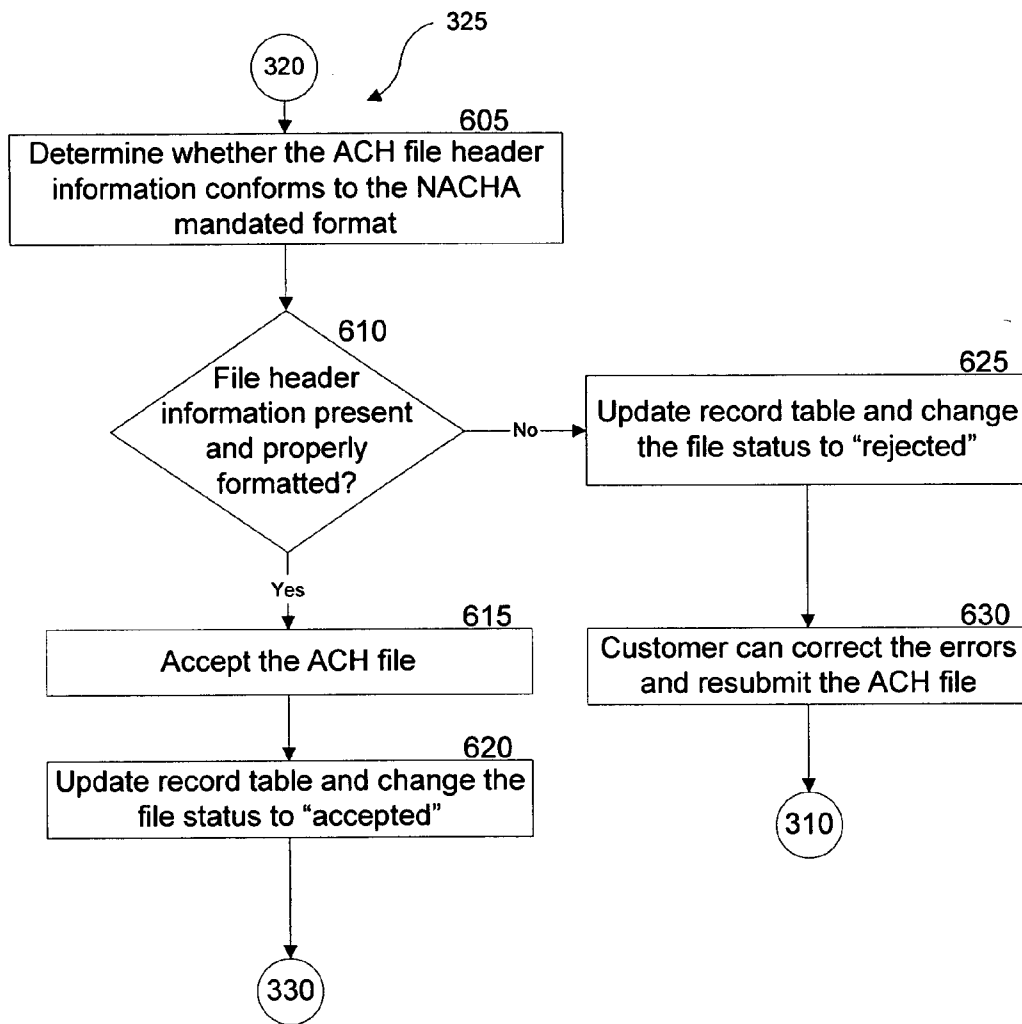 325
320
605
Determine whether the ACH file header
information conforms to the NACHA
mandated format
610
File header
information present
and properly
formatted?
No
625
Update record table and change
the file status to “rejected”
Yes
615
Accept the ACH file
630
Customer can correct the errors
and resubmit the ACH file
620
Update record table and change the
file status to “accepted”
310
330